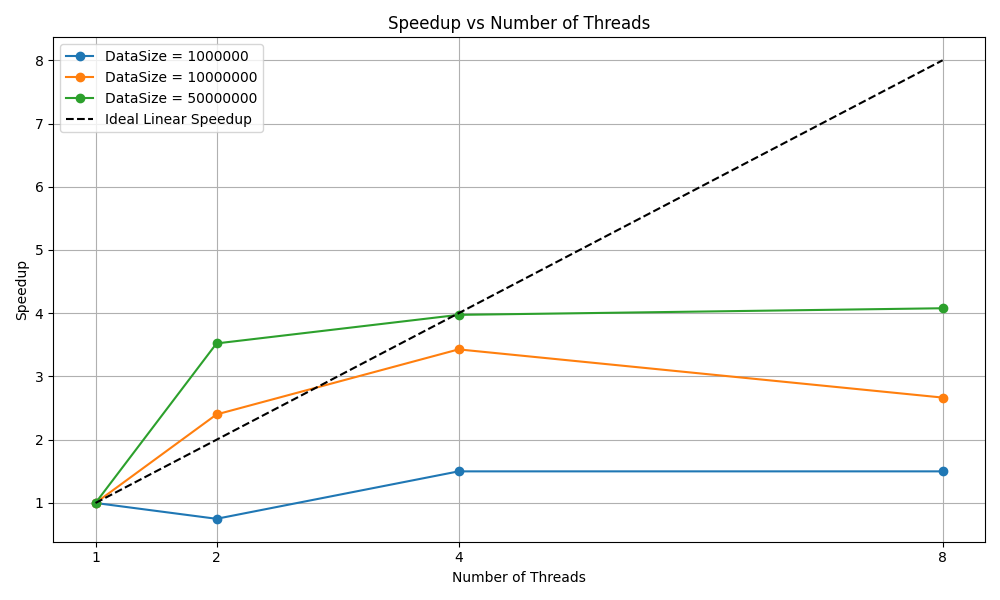 Speedup vs Number of Threads
DataSize = 1000000
DataSize = 10000000
DataSize = 50000000
Ideal Linear Speedup
8
7
6
5
4
3
2
1
Speedup
1 2 4 8
Number of Threads